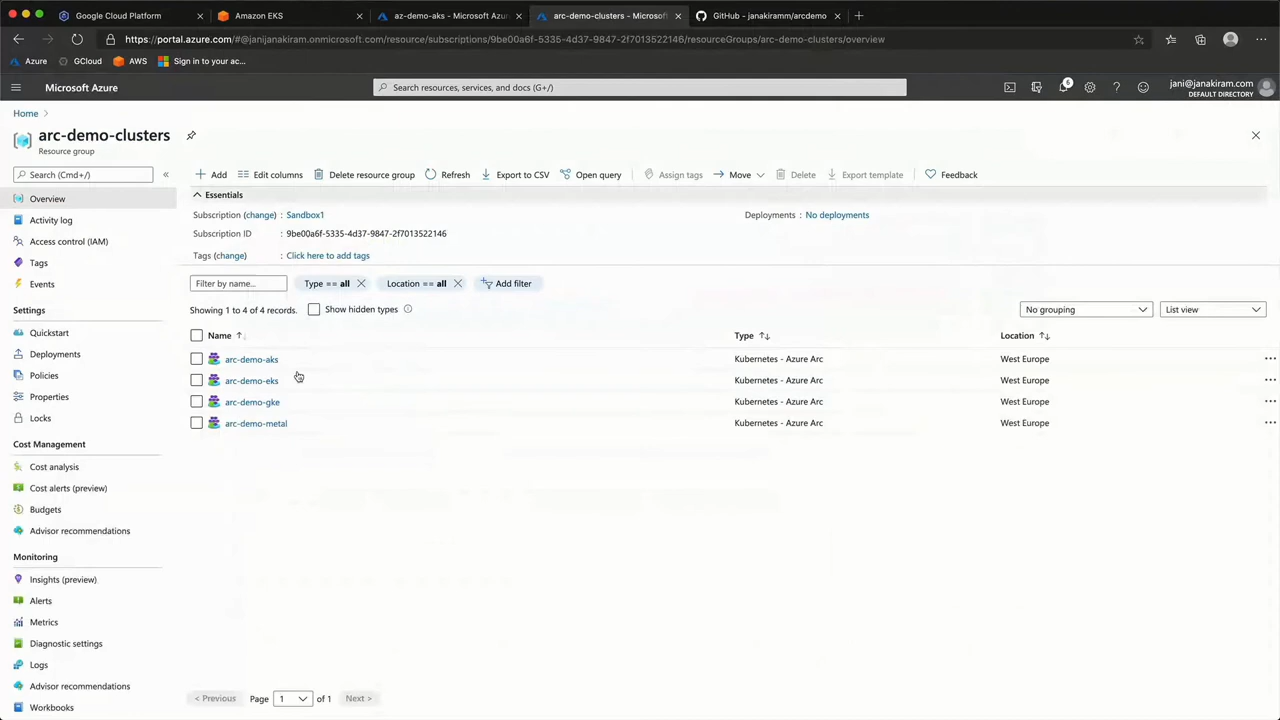 Google Cloud Platform
Amazon EKS
az-demo-aks - Microsoft Azu
arc-demo-clusters - Microsof
GitHub - janakiramm/arcdemo
https://portal.azure.com/#@janijanakiram.onmicrosoft.com/resource/subscriptions/9be00a6f-5335-4d37-9847-2f7013522146/resourceGroups/arc-demo-clusters/overview
Azure GCloud AWS Sign in to your ac...
Microsoft Azure
Search resources, services, and docs (G+/)
6
jani@janakiram.com
DEFAULT DIRECTORY
Home
arc-demo-clusters
Resource group
Search (Cmd+/)
Overview
Activity log
Access control (IAM)
Tags
Events
Settings
Quickstart
Deployments
Policies
Properties
Locks
Cost Management
Cost analysis
Cost alerts (preview)
Budgets
Advisor recommendations
Monitoring
Insights (preview)
Alerts
Metrics
Diagnostic settings
Logs
Advisor recommendations
Workbooks
Add Edit columns Delete resource group Refresh Export to CSV Open query Assign tags Move Delete Export template Feedback
Essentials
Subscription (change) : Sandbox1
Deployments : No deployments
Subscription ID : 9be00a6f-5335-4d37-9847-2f7013522146
Tags (change) : Click here to add tags
Filter by name... Type == all Location == all Add filter
Showing 1 to 4 of 4 records. Show hidden types
No grouping List view
Name Type Location
arc-demo-aks Kubernetes - Azure Arc West Europe
arc-demo-eks Kubernetes - Azure Arc West Europe
arc-demo-gke Kubernetes - Azure Arc West Europe
arc-demo-metal Kubernetes - Azure Arc West Europe
< Previous Page 1 of 1 Next >